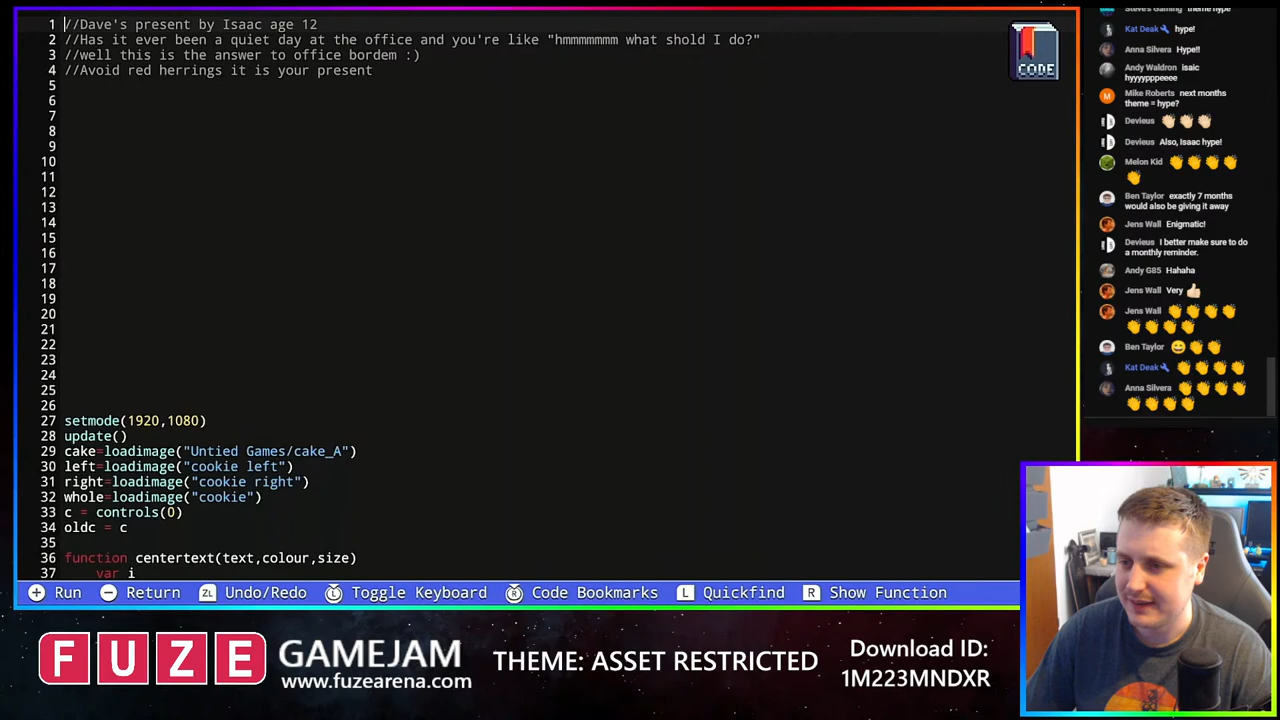 1 //Dave's present by Isaac age 12
2 //Has it ever been a quiet day at the office and you're like "hmmmmmmm what shold I do?"
3 //well this is the answer to office bordem :)
4 //Avoid red herrings it is your present
5
6
7
8
9
10
11
12
13
14
15
16
17
18
19
20
21
22
23
24
25
26
27 setmode(1920,1080)
28 update()
29 cake=loadimage("Untied Games/cake_A")
30 left=loadimage("cookie left")
31 right=loadimage("cookie right")
32 whole=loadimage("cookie")
33 c = controls(0)
34 oldc = c
35
36 function centertext(text,colour,size)
37 var i
CODE
+ Run − Return ZL Undo/Redo L Toggle Keyboard R Code Bookmarks L Quickfind R Show Function
Steve's Gaming theme hype
Kat Deak hype!
Anna Silvera Hype!!
Andy Waldron isaic
hyyyypppeeee
Mike Roberts next months
theme = hype?
Devieus 👏🏻👏🏻👏🏻
Devieus Also, Isaac hype!
Melon Kid 👏👏👏👏
👏
Ben Taylor exactly 7 months
would also be giving it away
Jens Wall Enigmatic!
Devieus I better make sure to do
a monthly reminder.
Andy G85 Hahaha
Jens Wall Very 👍🏻
Jens Wall 👏👏👏👏
👏👏👏👏
Ben Taylor 😄👏👏
Kat Deak 👏👏👏👏
Anna Silvera 👏👏👏👏
👏👏👏👏
FUZE GAMEJAM
www.fuzearena.com
THEME: ASSET RESTRICTED
Download ID:
1M223MNDXR